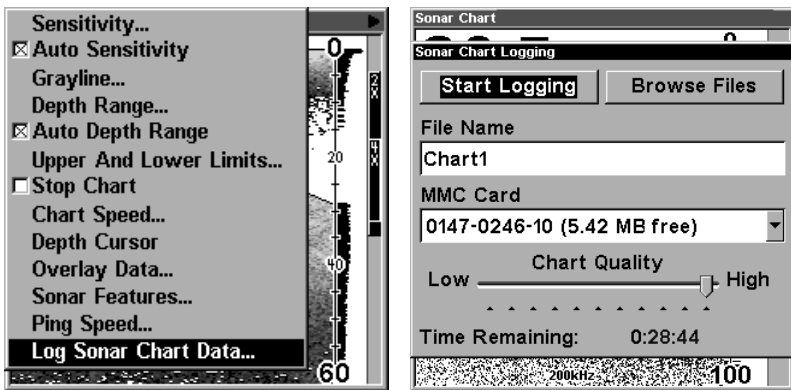 Sensitivity...
Auto Sensitivity
Grayline...
Depth Range...
Auto Depth Range
Upper And Lower Limits...
Stop Chart
Chart Speed...
Depth Cursor
Overlay Data...
Sonar Features...
Ping Speed...
Log Sonar Chart Data...
0
20
40
60
2X
4X
Sonar Chart
0
Sonar Chart Logging
Start Logging
Browse Files
File Name
Chart1
MMC Card
0147-0246-10 (5.42 MB free)
Chart Quality
Low
High
Time Remaining: 0:28:44
200kHz
100